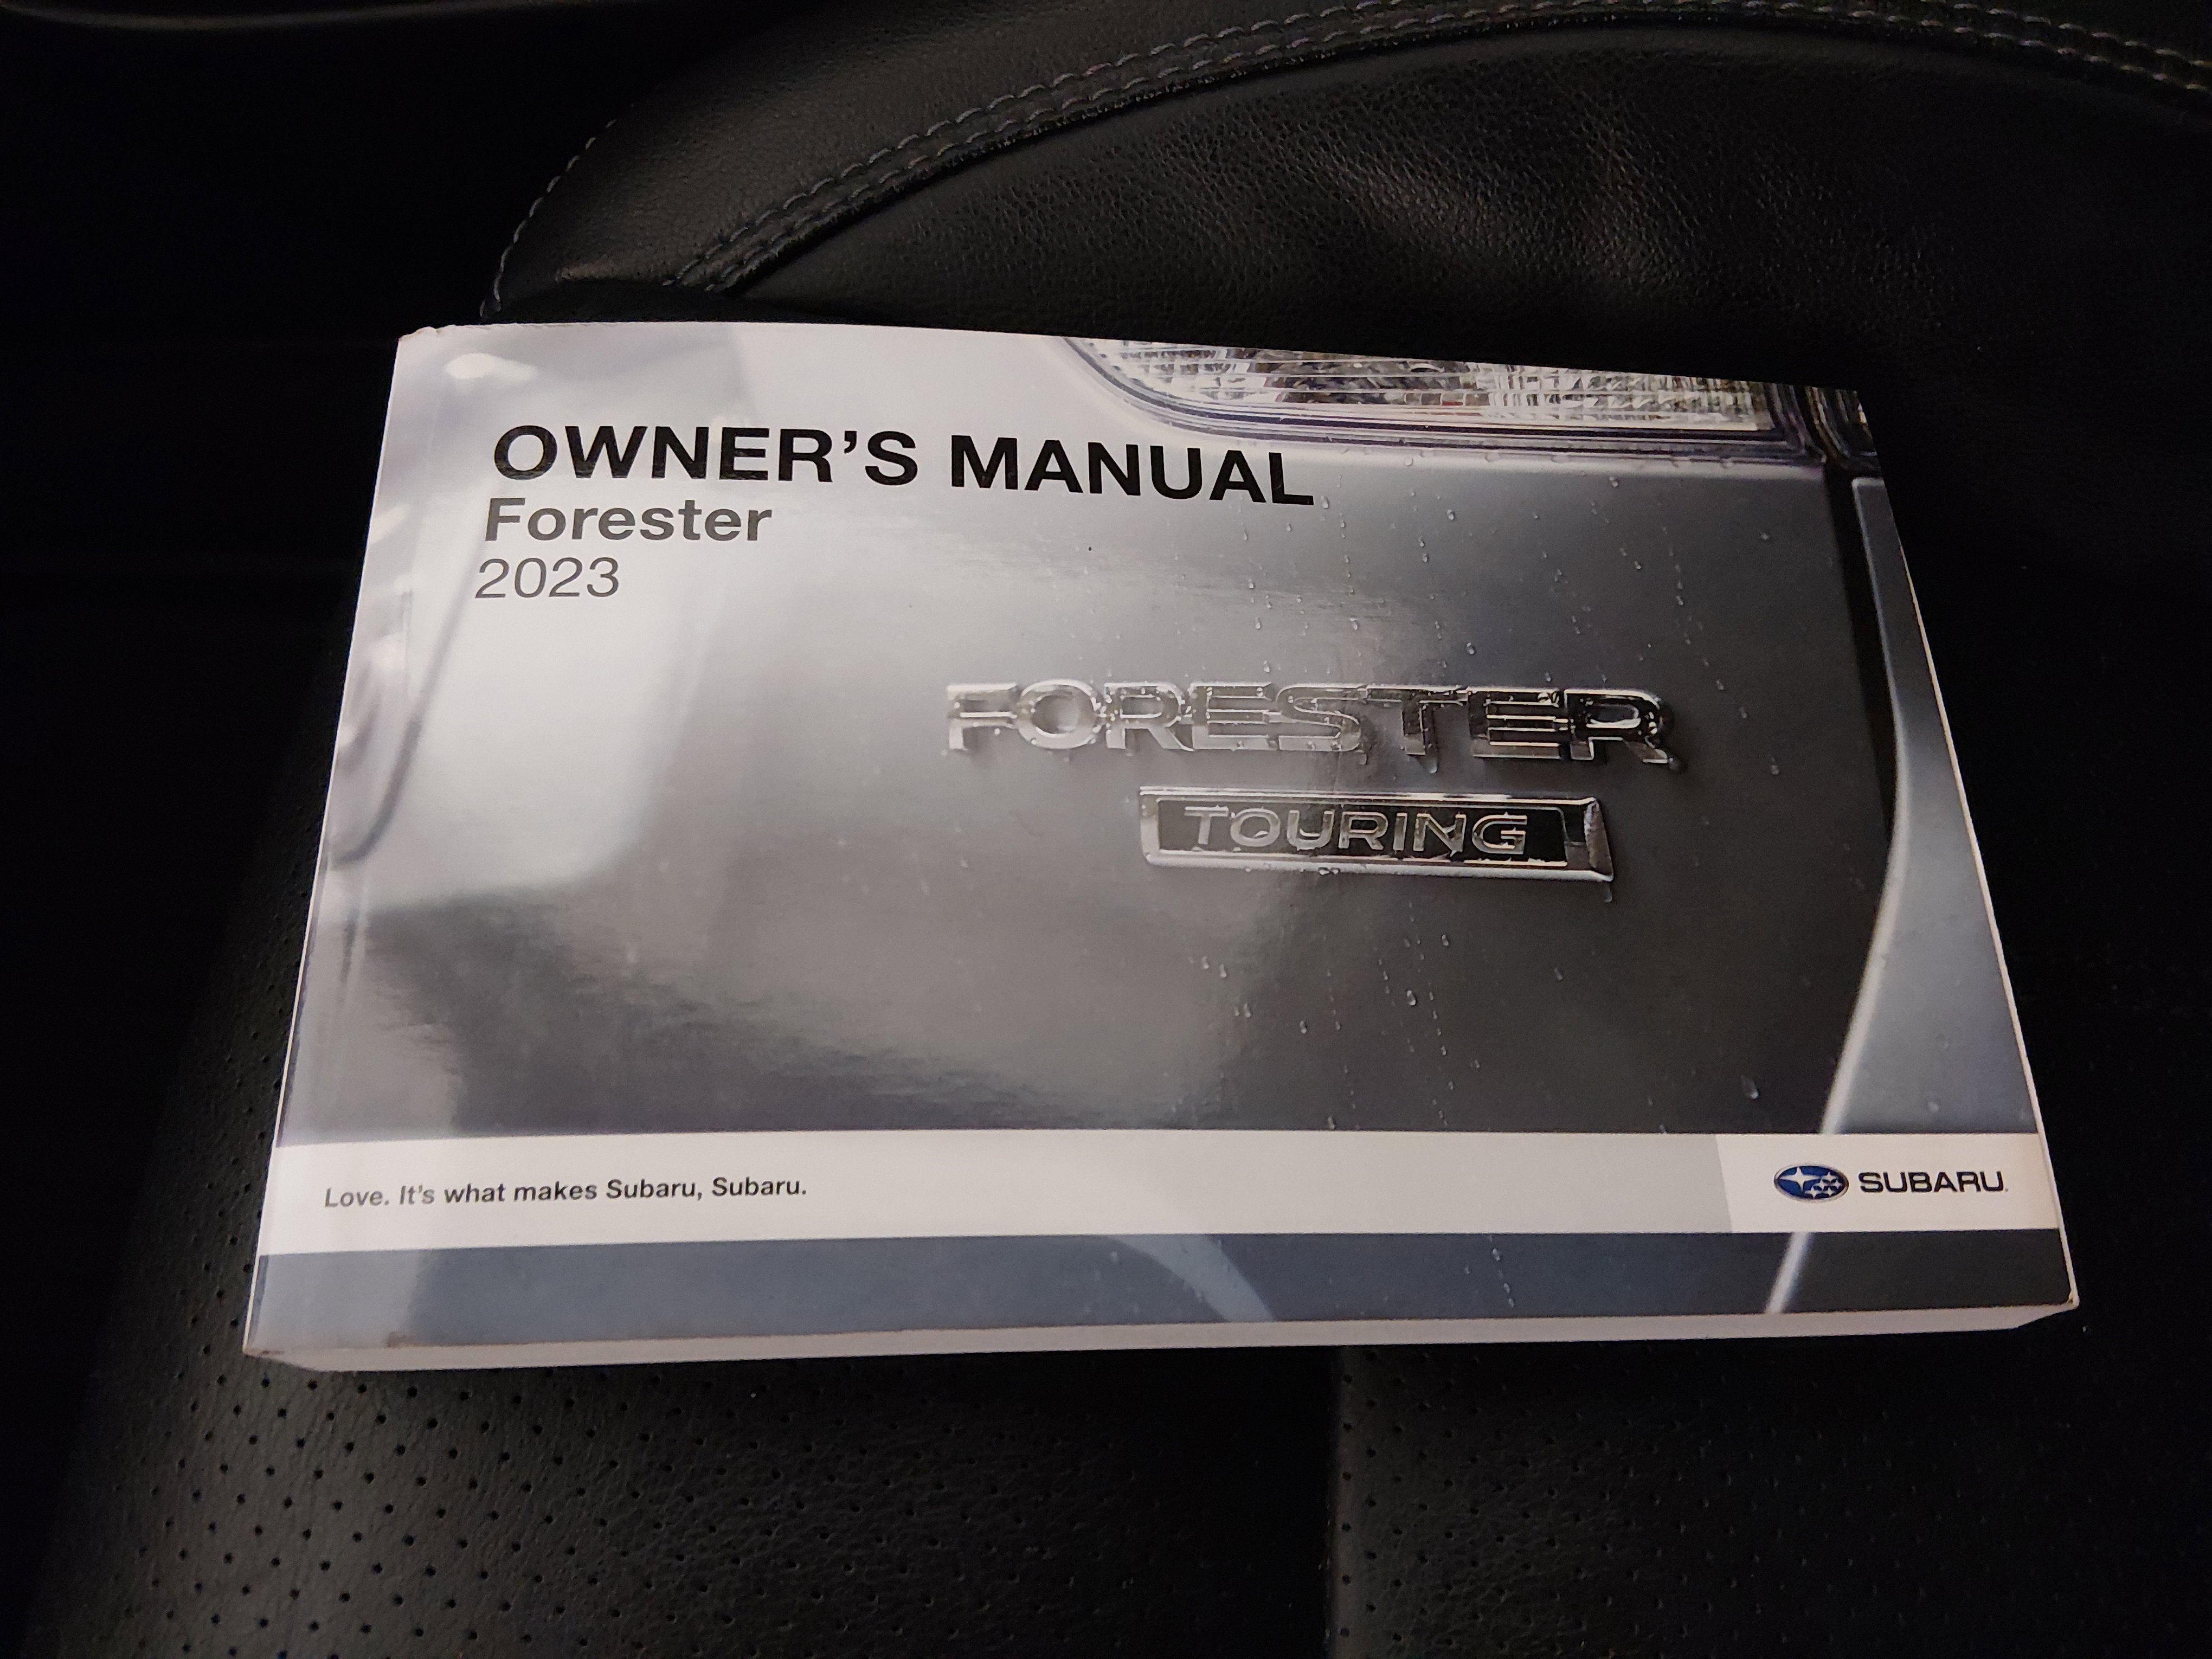 OWNER'S MANUAL
Forester
2023
FORESTER
TOURING
Love. It's what makes Subaru, Subaru.
SUBARU